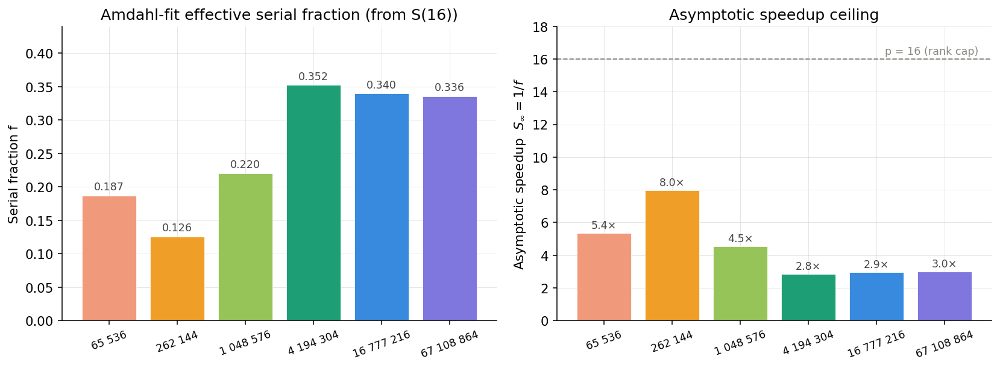 Amdahl-fit effective serial fraction (from S(16))
Serial fraction f
0.40
0.35
0.30
0.25
0.20
0.15
0.10
0.05
0.00
0.187
0.126
0.220
0.352
0.340
0.336
65 536
262 144
1 048 576
4 194 304
16 777 216
67 108 864
Asymptotic speedup ceiling
Asymptotic speedup S∞ = 1/f
18
16
14
12
10
8
6
4
2
0
p = 16 (rank cap)
5.4×
8.0×
4.5×
2.8×
2.9×
3.0×
65 536
262 144
1 048 576
4 194 304
16 777 216
67 108 864